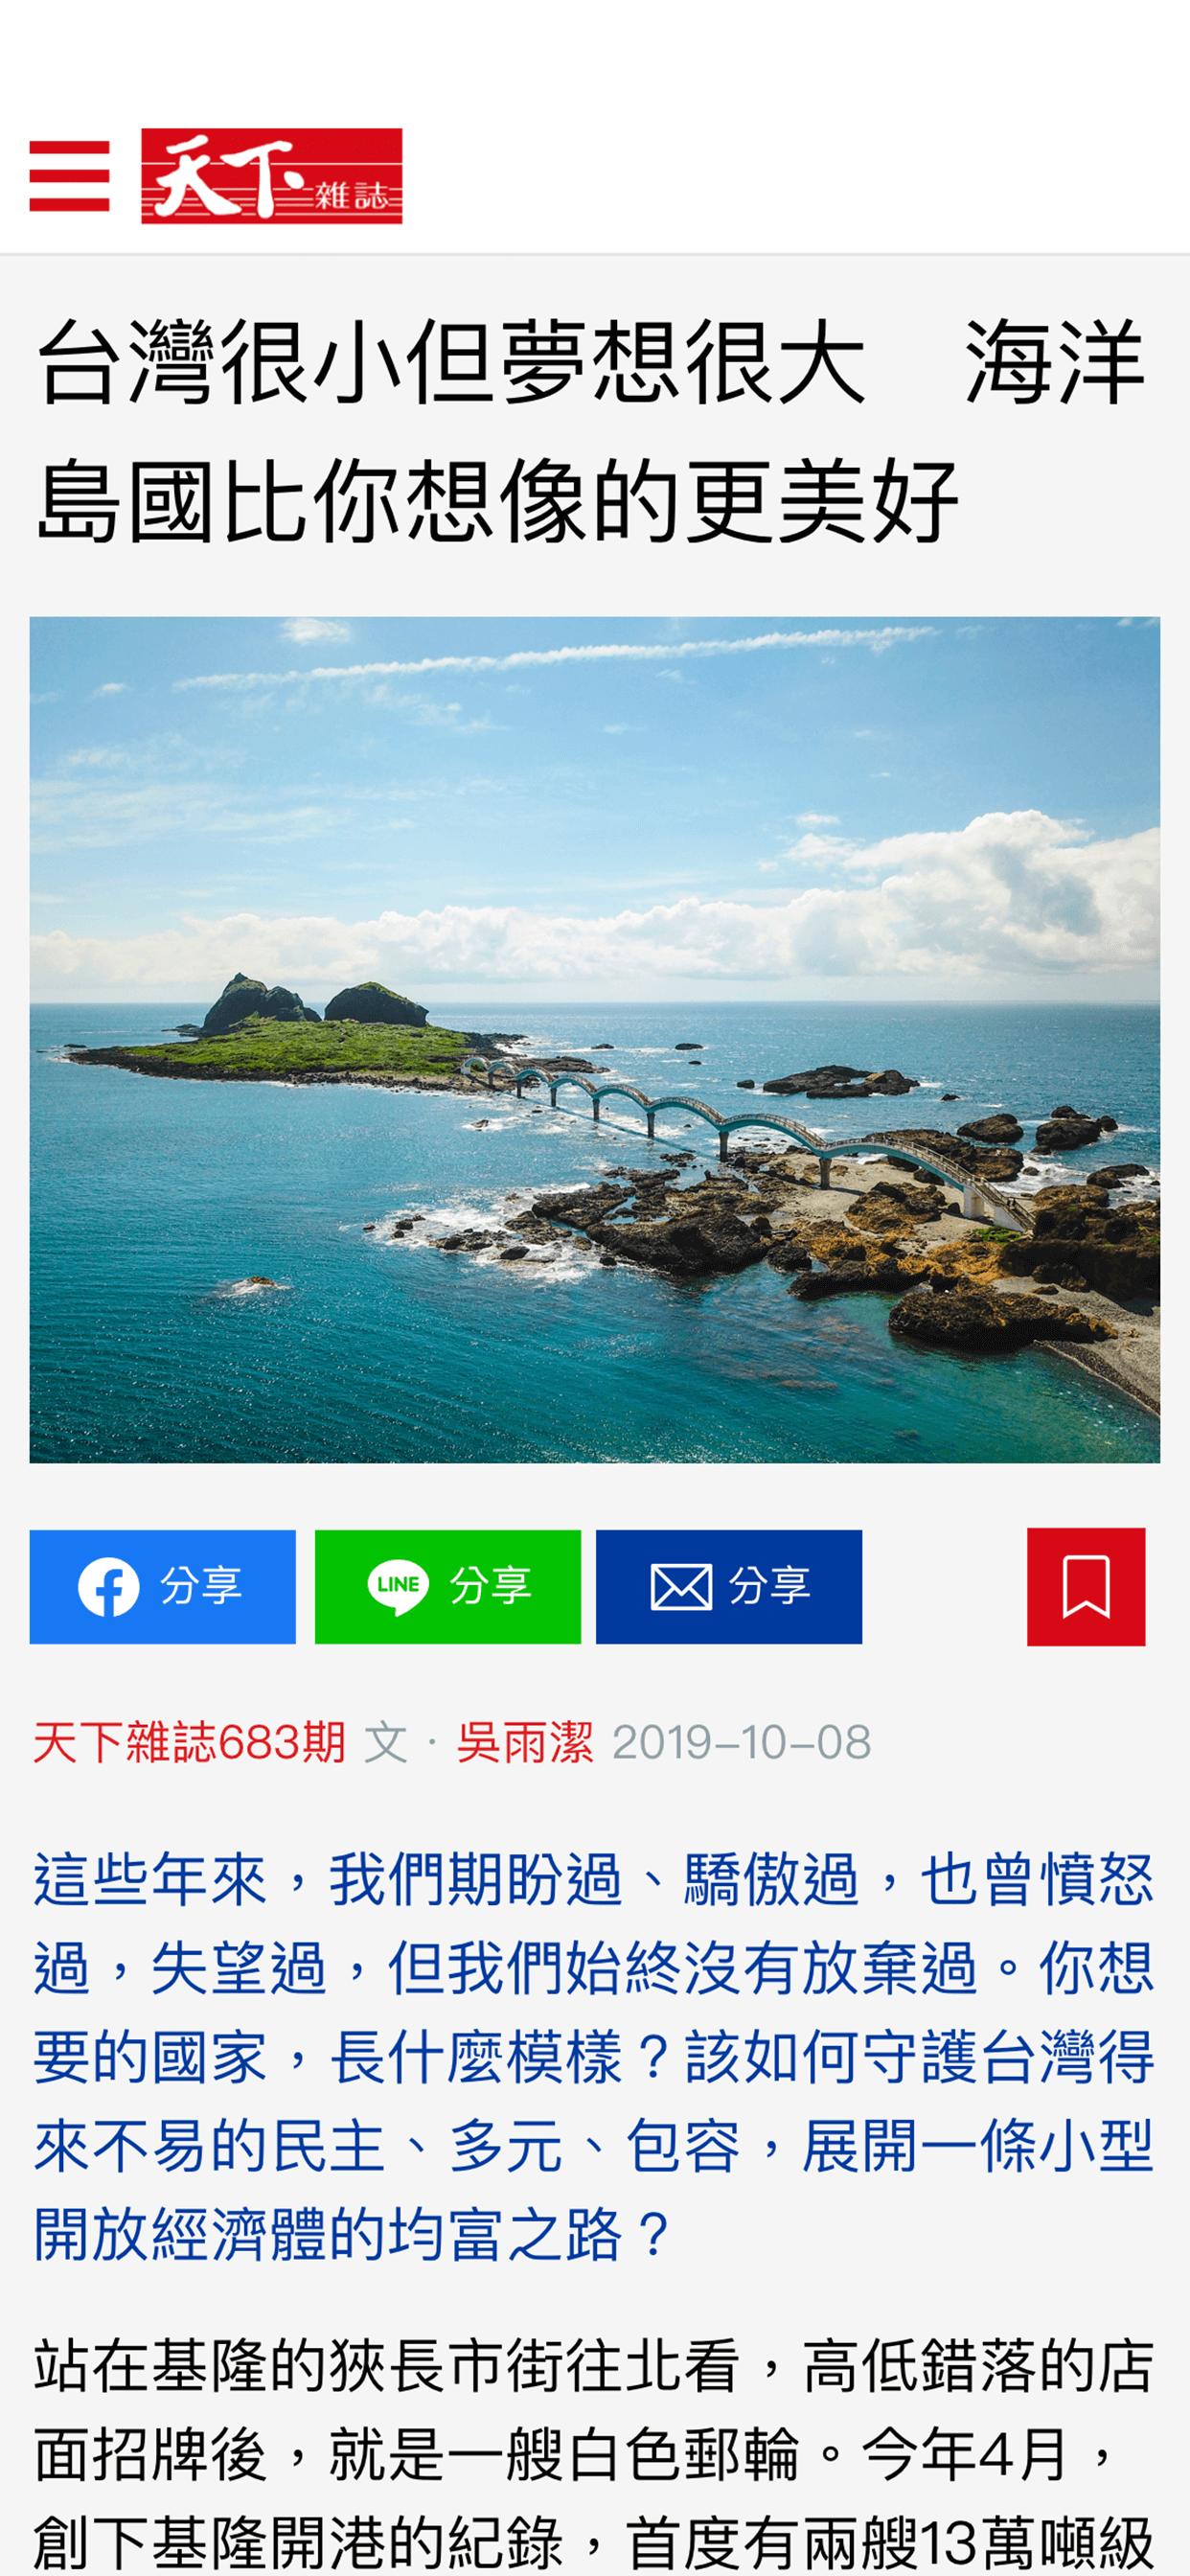 天下雜誌
台灣很小但夢想很大　海洋
島國比你想像的更美好
分享 LINE 分享 分享
天下雜誌683期 文・吳雨潔 2019-10-08
這些年來，我們期盼過、驕傲過，也曾憤怒
過，失望過，但我們始終沒有放棄過。你想
要的國家，長什麼模樣？該如何守護台灣得
來不易的民主、多元、包容，展開一條小型
開放經濟體的均富之路？
站在基隆的狹長市街往北看，高低錯落的店
面招牌後，就是一艘白色郵輪。今年4月，
創下基隆開港的紀錄，首度有兩艘13萬噸級